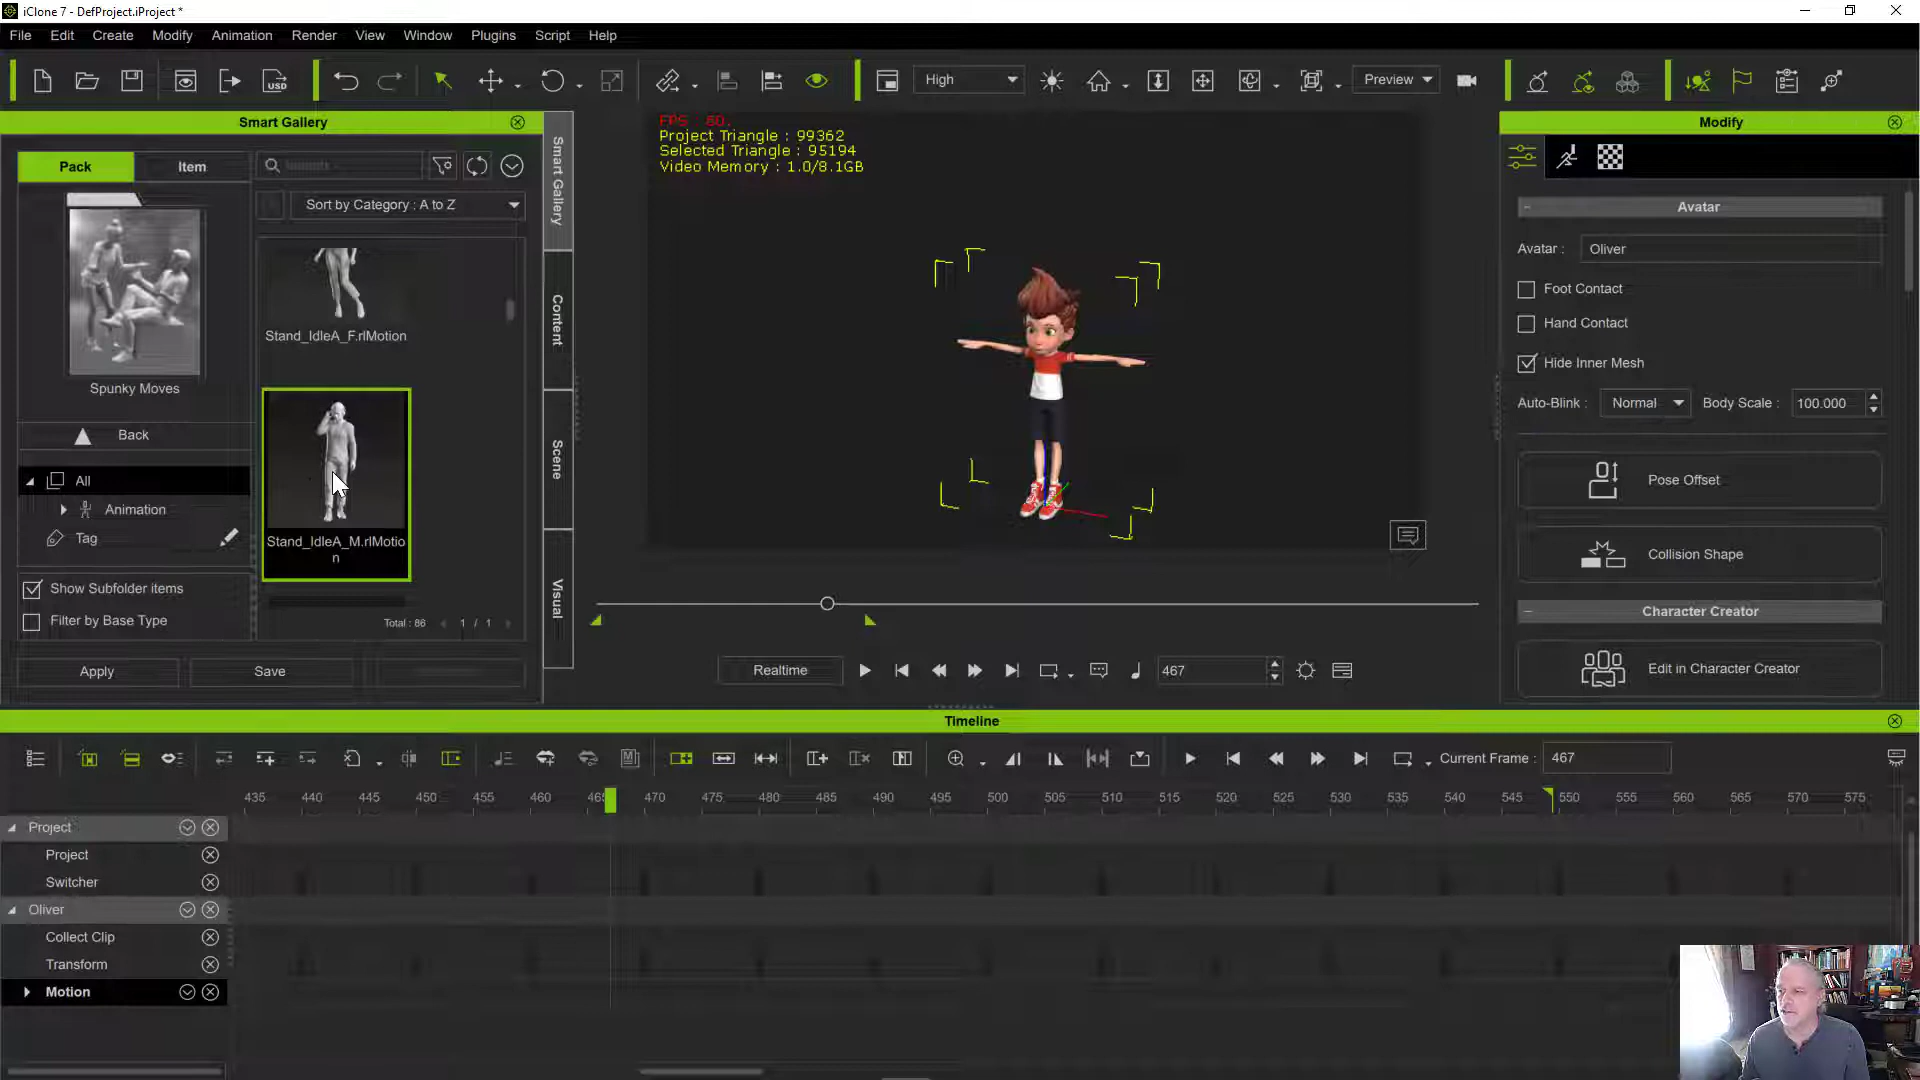 iClone 7 - DefProject.iProject *
File Edit Create Modify Animation Render View Window Plugins Script Help
USD
High
Preview
Smart Gallery
Modify
Pack
Item
Sort by Category : A to Z
Spunky Moves
Back
All
Animation
Tag
Show Subfolder items
Filter by Base Type
Stand_IdleA_F.rlMotion
Stand_IdleA_M.rlMotio
n
Total : 86
1 / 1
Apply
Save
Smart Gallery
Content
Scene
Visual
Project Triangle : 99362
Selected Triangle : 95194
Video Memory : 1.0/8.1GB
Avatar
Avatar :
Oliver
Foot Contact
Hand Contact
Hide Inner Mesh
Auto-Blink :
Normal
Body Scale :
100.000
Pose Offset
Collision Shape
Character Creator
Edit in Character Creator
Realtime
467
Timeline
Current Frame :
467
435 440 445 450 455 460 465 470 475 480 485 490 495 500 505 510 515 520 525 530 535 540 545 550 555 560 565 570 575
Project
Project
Switcher
Oliver
Collect Clip
Transform
Motion